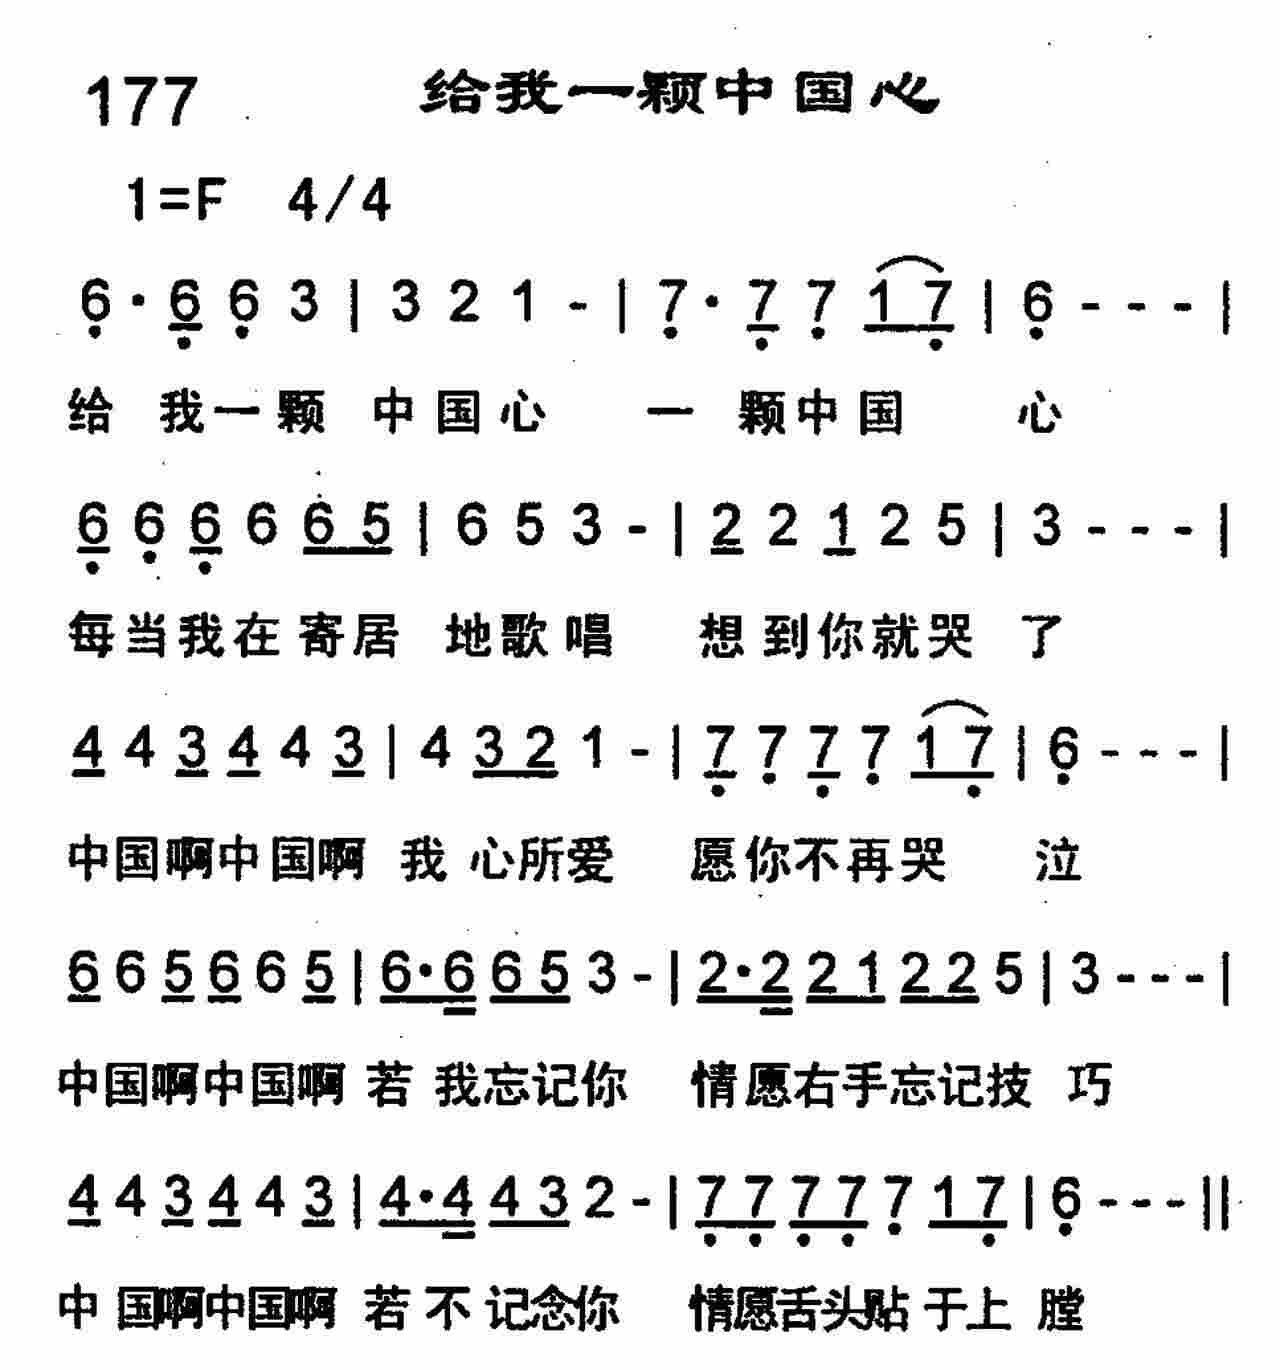 177 给我一颗中国心
1=F 4/4
6 · 6 6 3 | 3 2 1 - | 7 · 7 7 1 7 | 6 - - - |
给 我一颗 中国心 一 颗中国 心
6 6 6 6 6 5 | 6 5 3 - | 2 2 1 2 5 | 3 - - - |
每当我在寄居 地歌唱 想到你就哭 了
4 4 3 4 4 3 | 4 3 2 1 - | 7 7 7 7 1 7 | 6 - - - |
中国啊中国啊 我 心所爱 愿你不再哭 泣
6 6 5 6 6 5 | 6 · 6 6 5 3 - | 2 · 2 2 1 2 2 5 | 3 - - - |
中国啊中国啊 若 我忘记你 情愿右手忘记技 巧
4 4 3 4 4 3 | 4 · 4 4 3 2 - | 7 7 7 7 7 1 7 | 6 - - - ||
中 国啊中国啊 若 不 记念你 情愿舌头贴 于上 膛